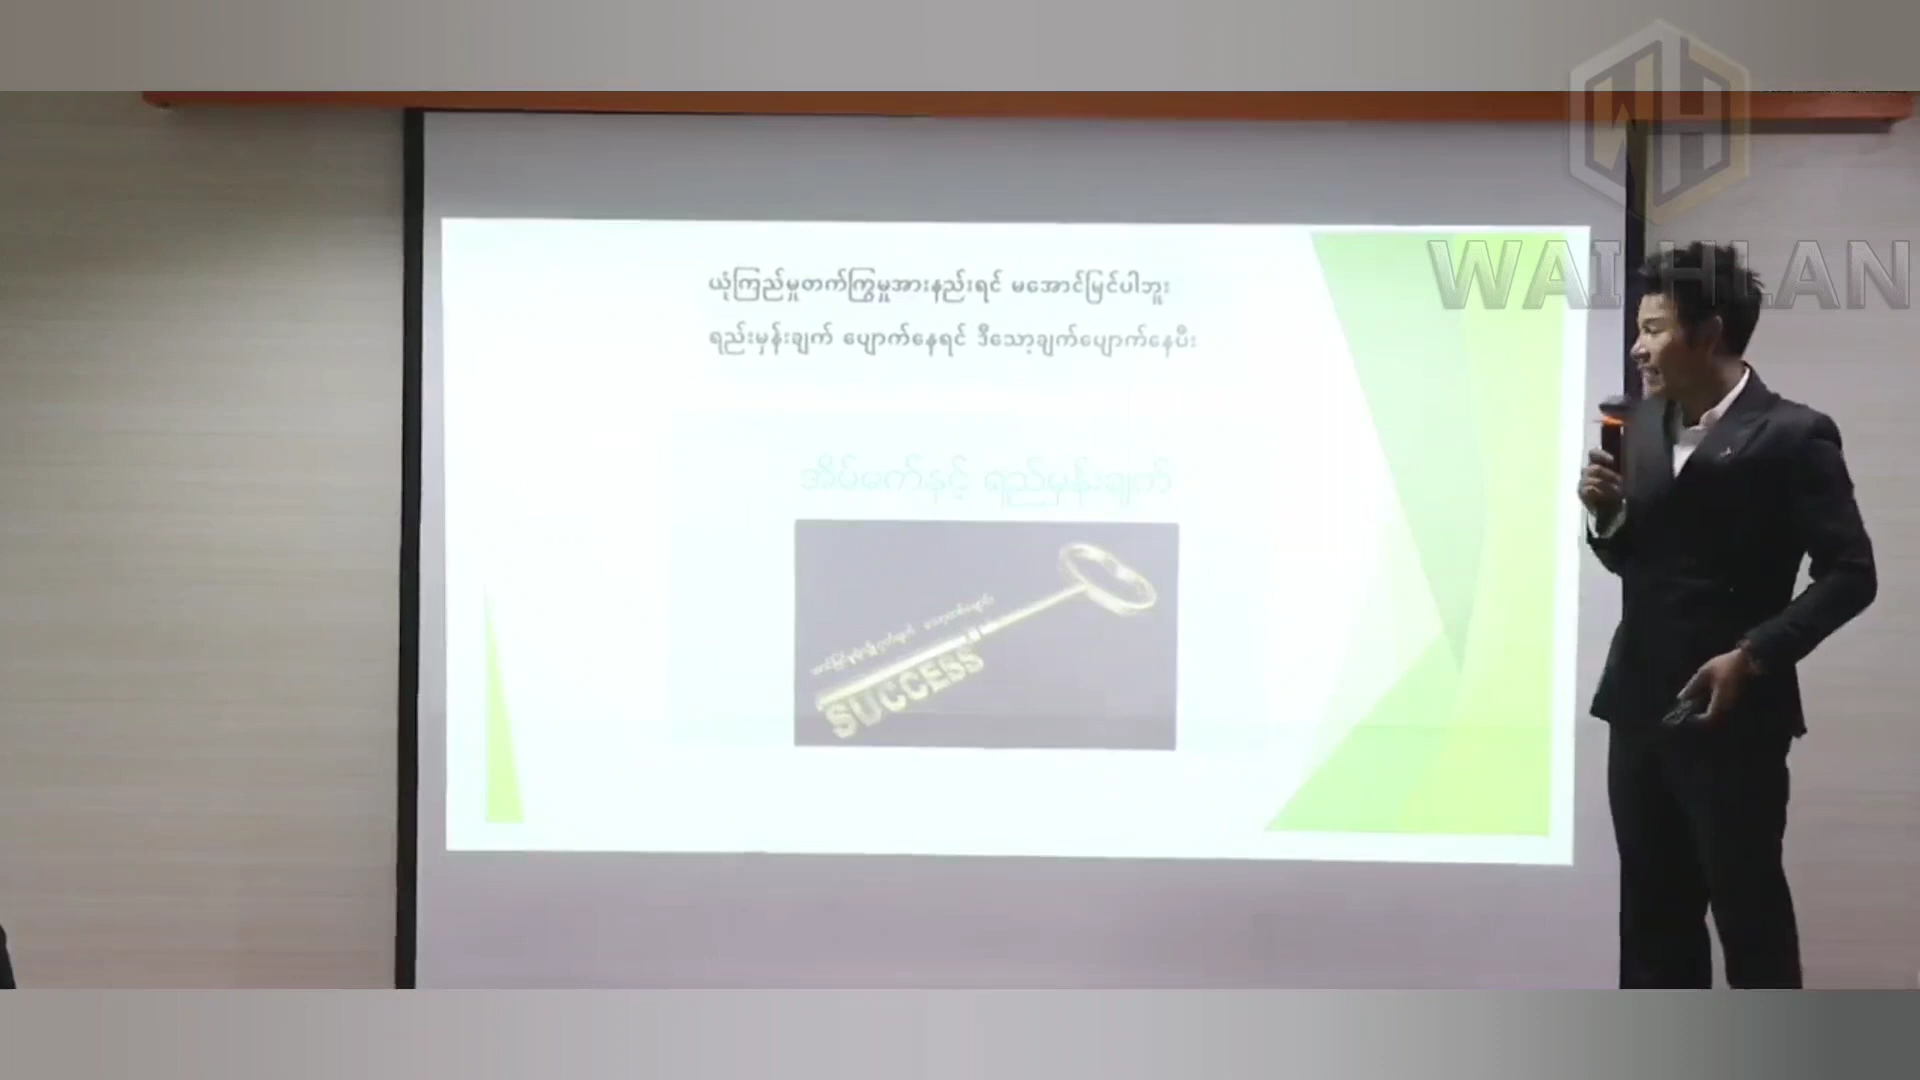 WH
WAI HLAN
ယုံကြည်မှုတက်ကြွမှုအားနည်းရင် မအောင်မြင်ပါဘူး
ရည်းမှန်းချက် ပျောက်နေရင် ဒီသော့ချက်ပျောက်နေပီး
အိပ်မက်နှင့် ရည်မှန်းချက်
SUCCESS